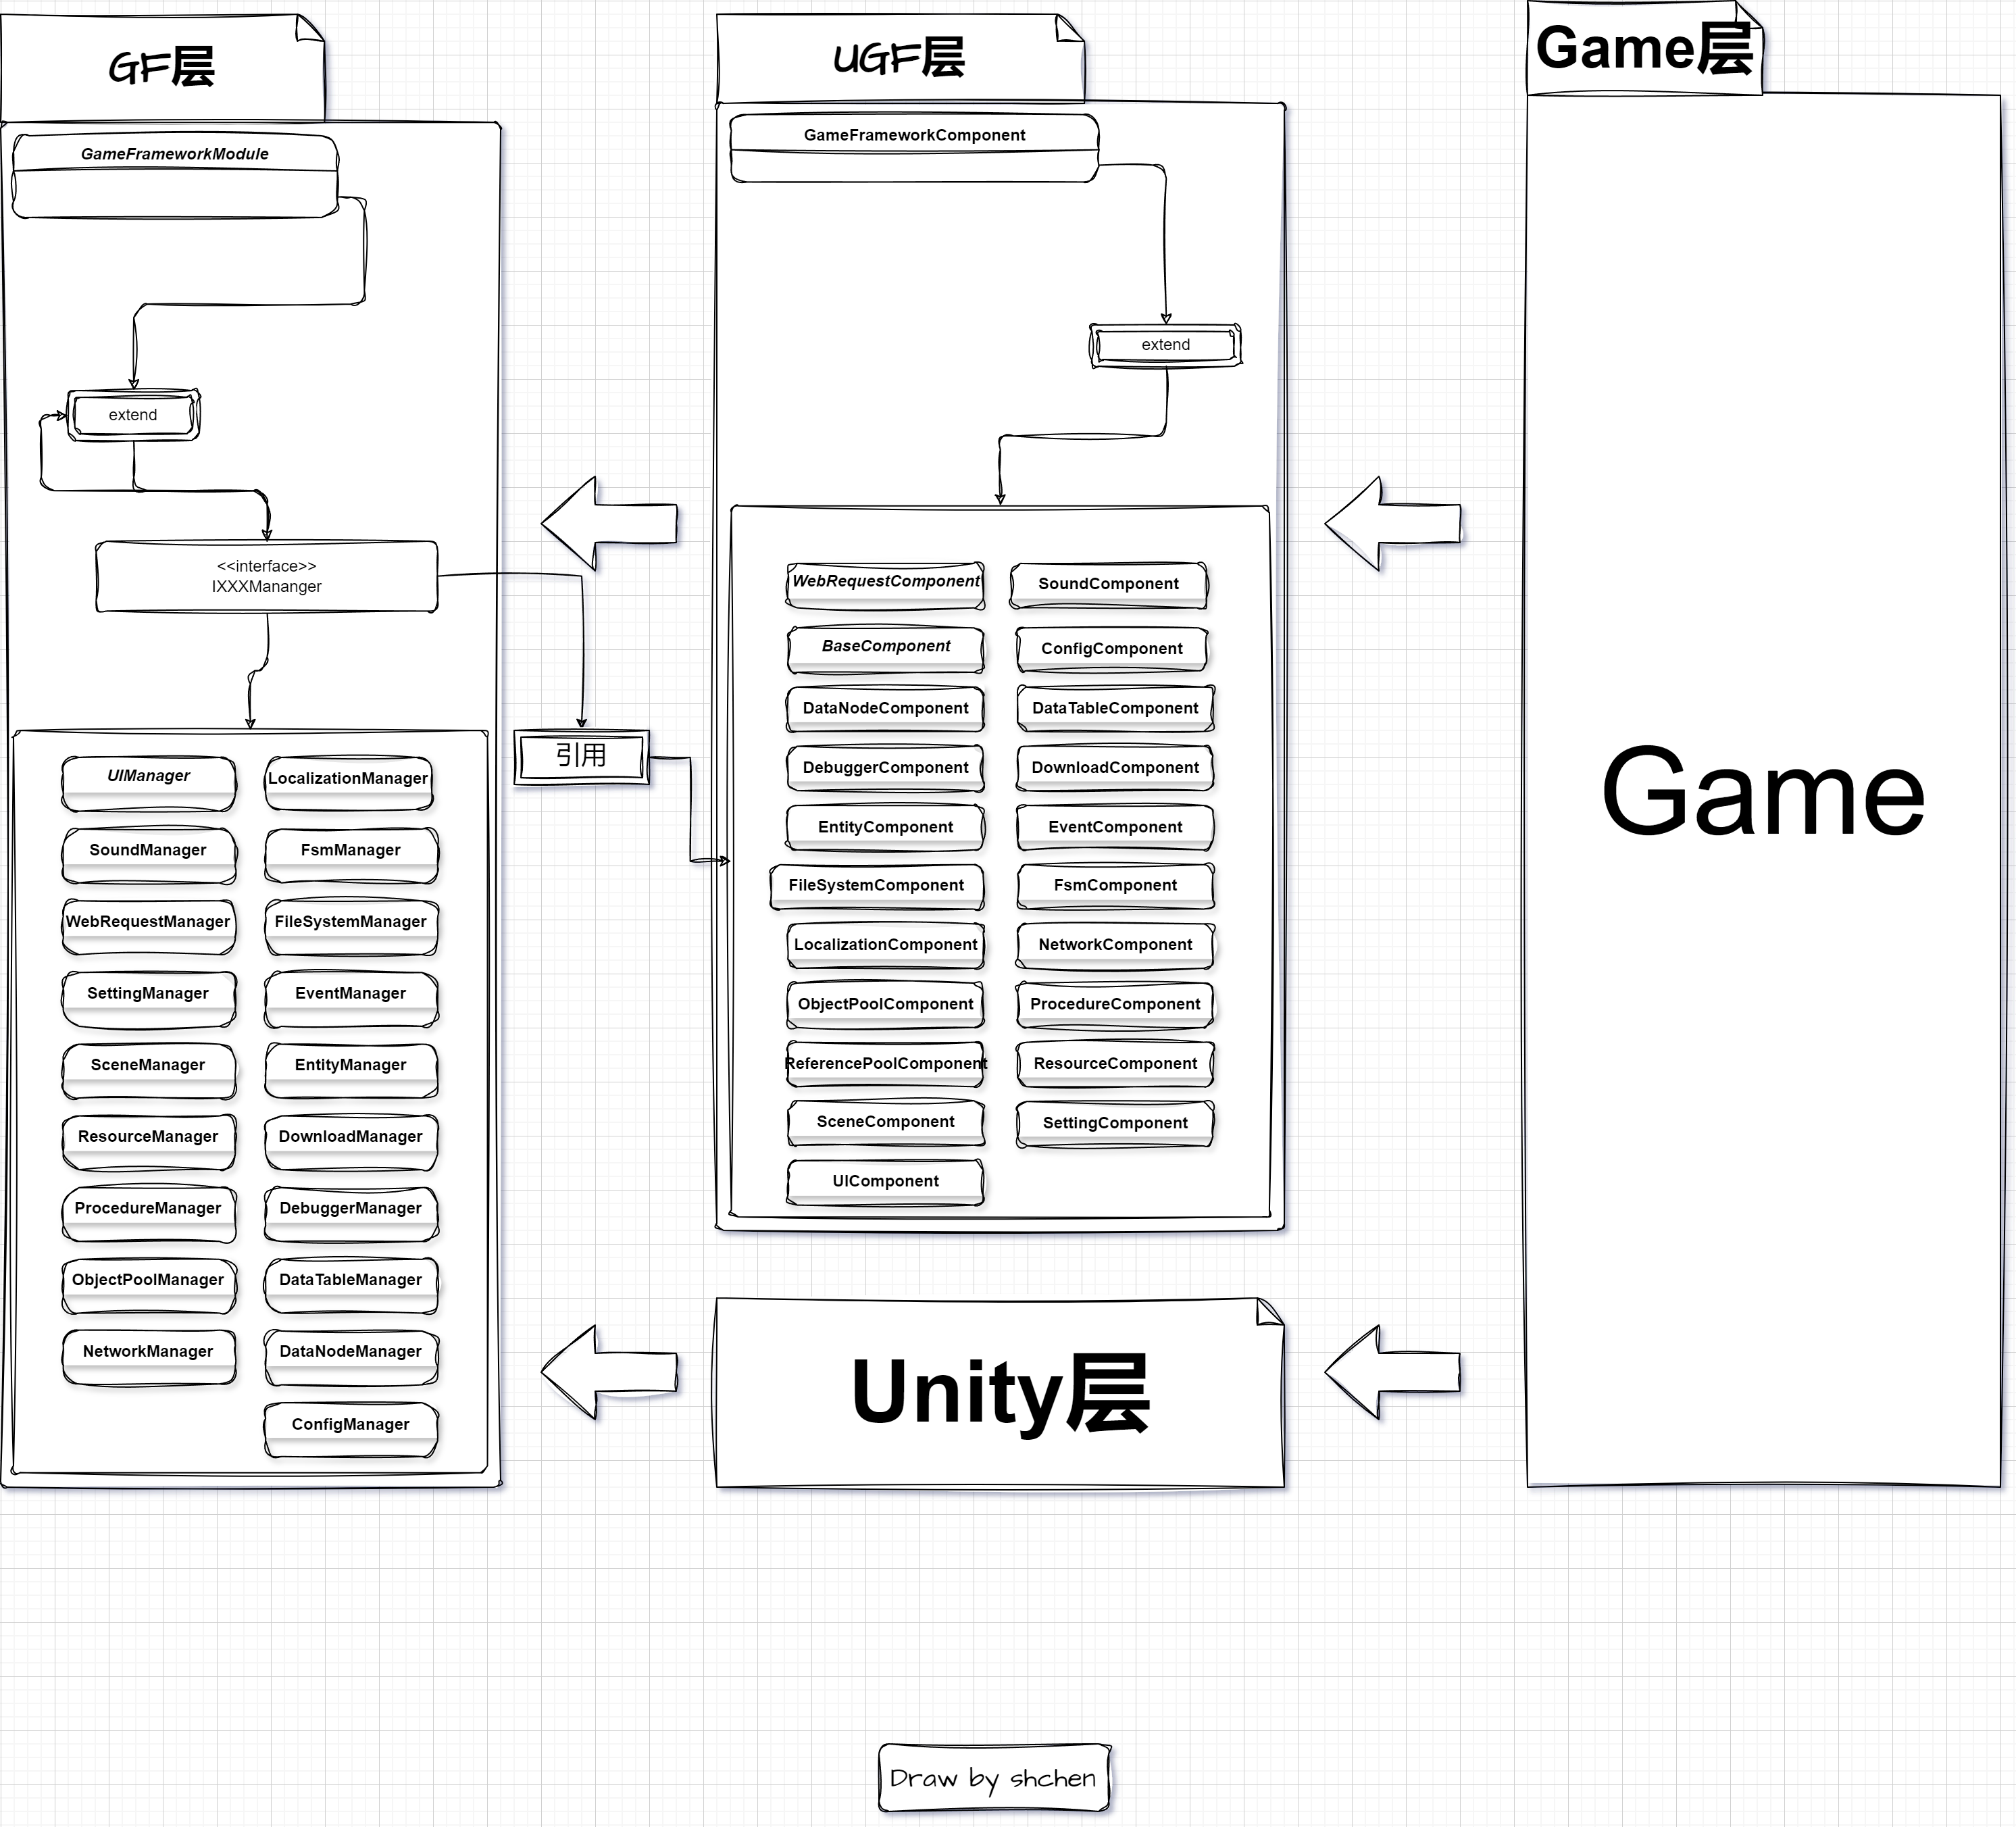 GF层
GameFrameworkModule
extend
<<interface>>
IXXXMananger
UIManager
LocalizationManager
SoundManager
FsmManager
WebRequestManager
FileSystemManager
SettingManager
EventManager
SceneManager
EntityManager
ResourceManager
DownloadManager
ProcedureManager
DebuggerManager
ObjectPoolManager
DataTableManager
NetworkManager
DataNodeManager
ConfigManager
引用
UGF层
GameFrameworkComponent
extend
WebRequestComponent
SoundComponent
BaseComponent
ConfigComponent
DataNodeComponent
DataTableComponent
DebuggerComponent
DownloadComponent
EntityComponent
EventComponent
FileSystemComponent
FsmComponent
LocalizationComponent
NetworkComponent
ObjectPoolComponent
ProcedureComponent
ReferencePoolComponent
ResourceComponent
SceneComponent
SettingComponent
UIComponent
Unity层
Game层
Game
Draw by shchen